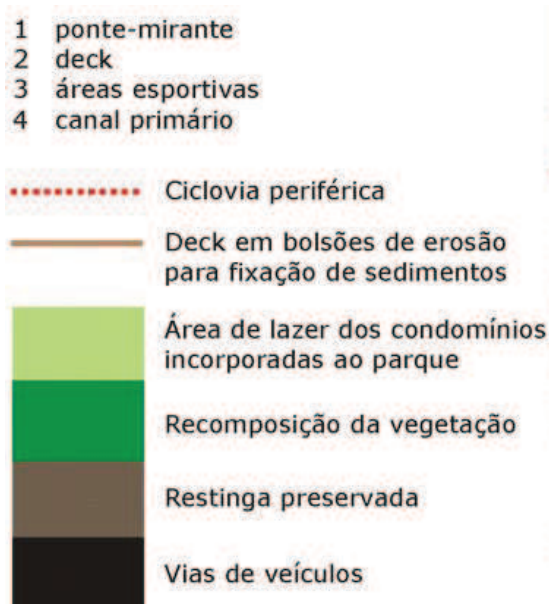 1 ponte-mirante
2 deck
3 áreas esportivas
4 canal primário
Ciclovia periférica
Deck em bolsões de erosão
para fixação de sedimentos
Área de lazer dos condomínios
incorporadas ao parque
Recomposição da vegetação
Restinga preservada
Vias de veículos